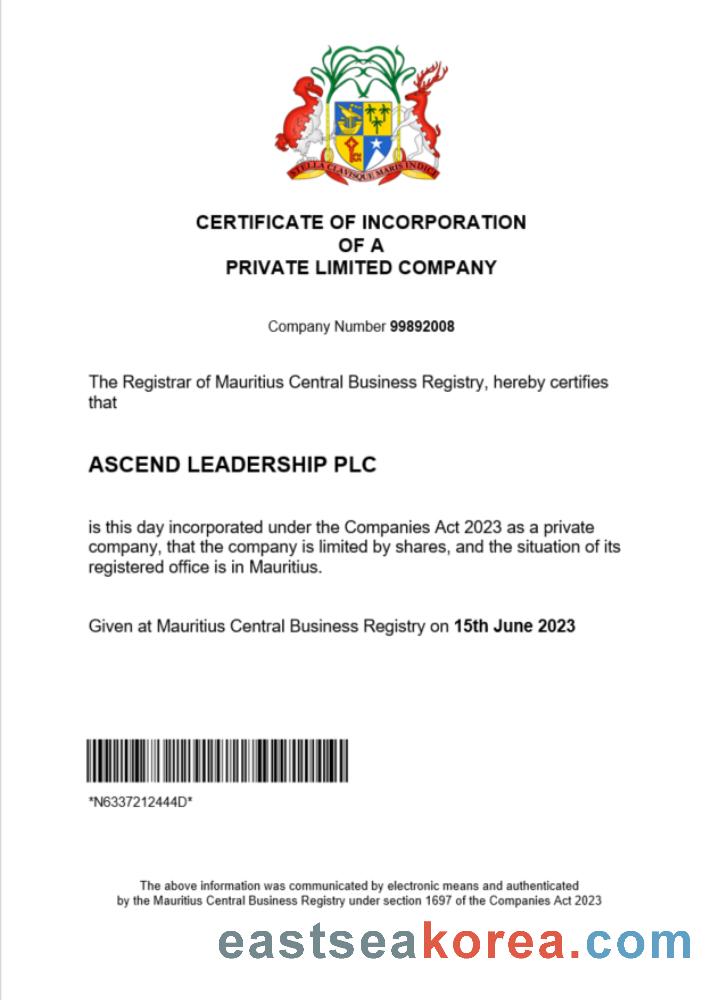 STELLA CLAVISQUE MARIS INDICI
CERTIFICATE OF INCORPORATION
OF A
PRIVATE LIMITED COMPANY
Company Number 99892008
The Registrar of Mauritius Central Business Registry, hereby certifies
that
ASCEND LEADERSHIP PLC
is this day incorporated under the Companies Act 2023 as a private
company, that the company is limited by shares, and the situation of its
registered office is in Mauritius.
Given at Mauritius Central Business Registry on 15th June 2023
*N6337212444D*
The above information was communicated by electronic means and authenticated
by the Mauritius Central Business Registry under section 1697 of the Companies Act 2023
eastseakorea.com